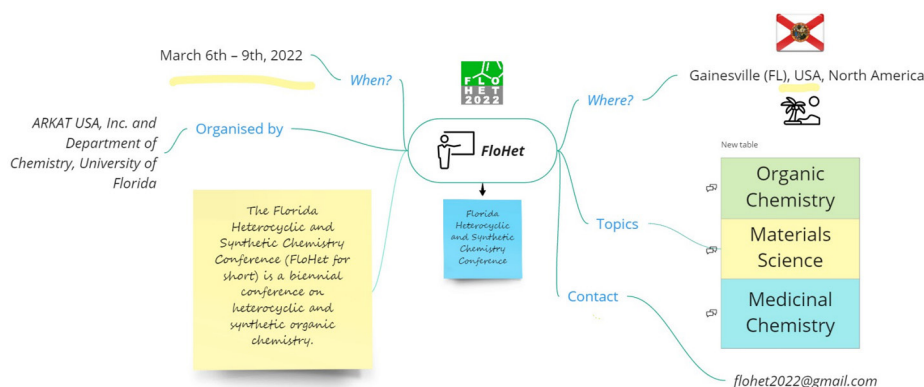 March 6th – 9th, 2022
When?
ARKAT USA, Inc. and
Department of
Chemistry, University of
Florida
Organised by
The Florida
Heterocyclic and
Synthetic Chemistry
Conference (FloHet for
short) is a biennial
conference on
heterocyclic and
synthetic organic
chemistry.
FLO
HET
2022
FloHet
Florida
Heterocyclic
and Synthetic
Chemistry
Conference
Where?
Gainesville (FL), USA, North America
Topics
New table
Organic
Chemistry
Materials
Science
Medicinal
Chemistry
Contact
flohet2022@gmail.com